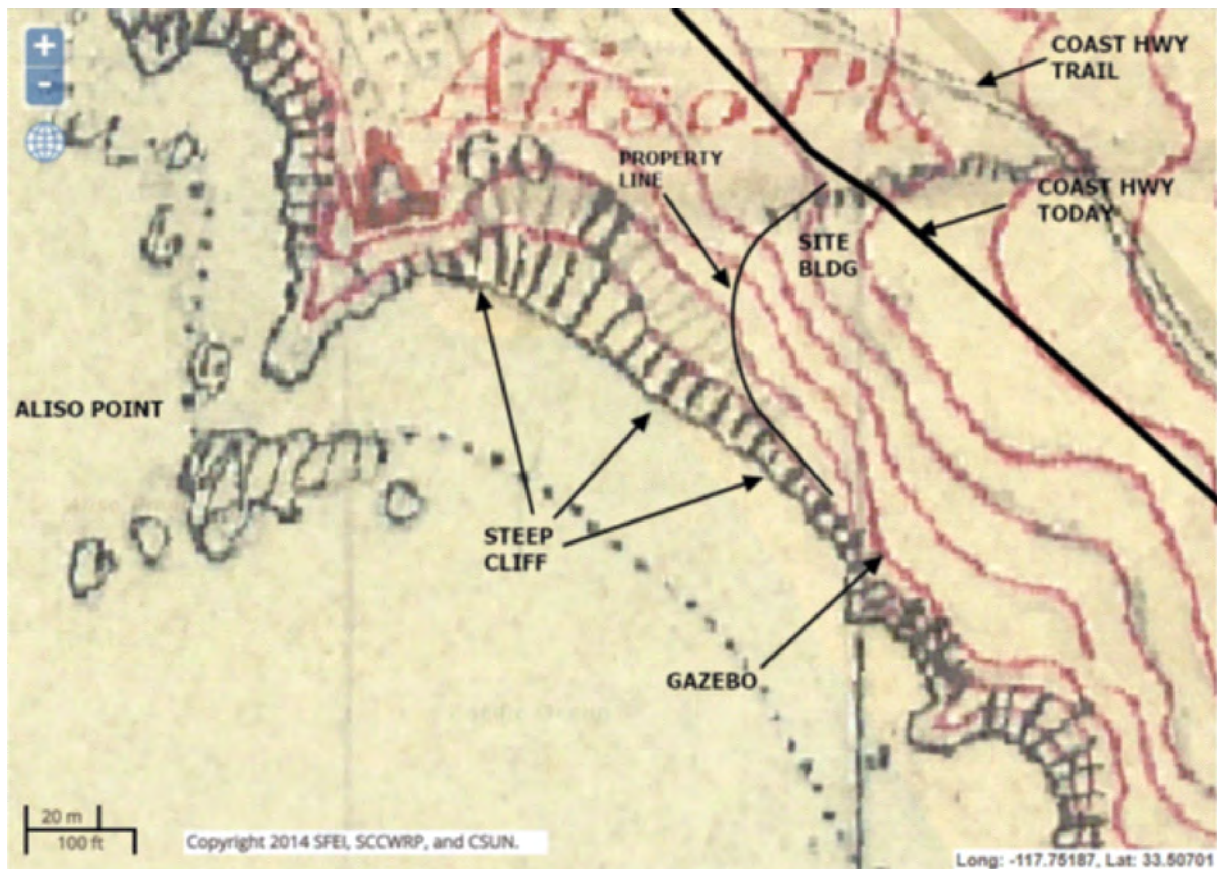 +
-
COAST HWY
TRAIL
Aliso Pt
60
PROPERTY
LINE
COAST HWY
TODAY
SITE
BLDG
ALISO POINT
STEEP
CLIFF
GAZEBO
20 m
100 ft
Copyright 2014 SFEI, SCCWRP, and CSUN.
Long: -117.75187, Lat: 33.50701